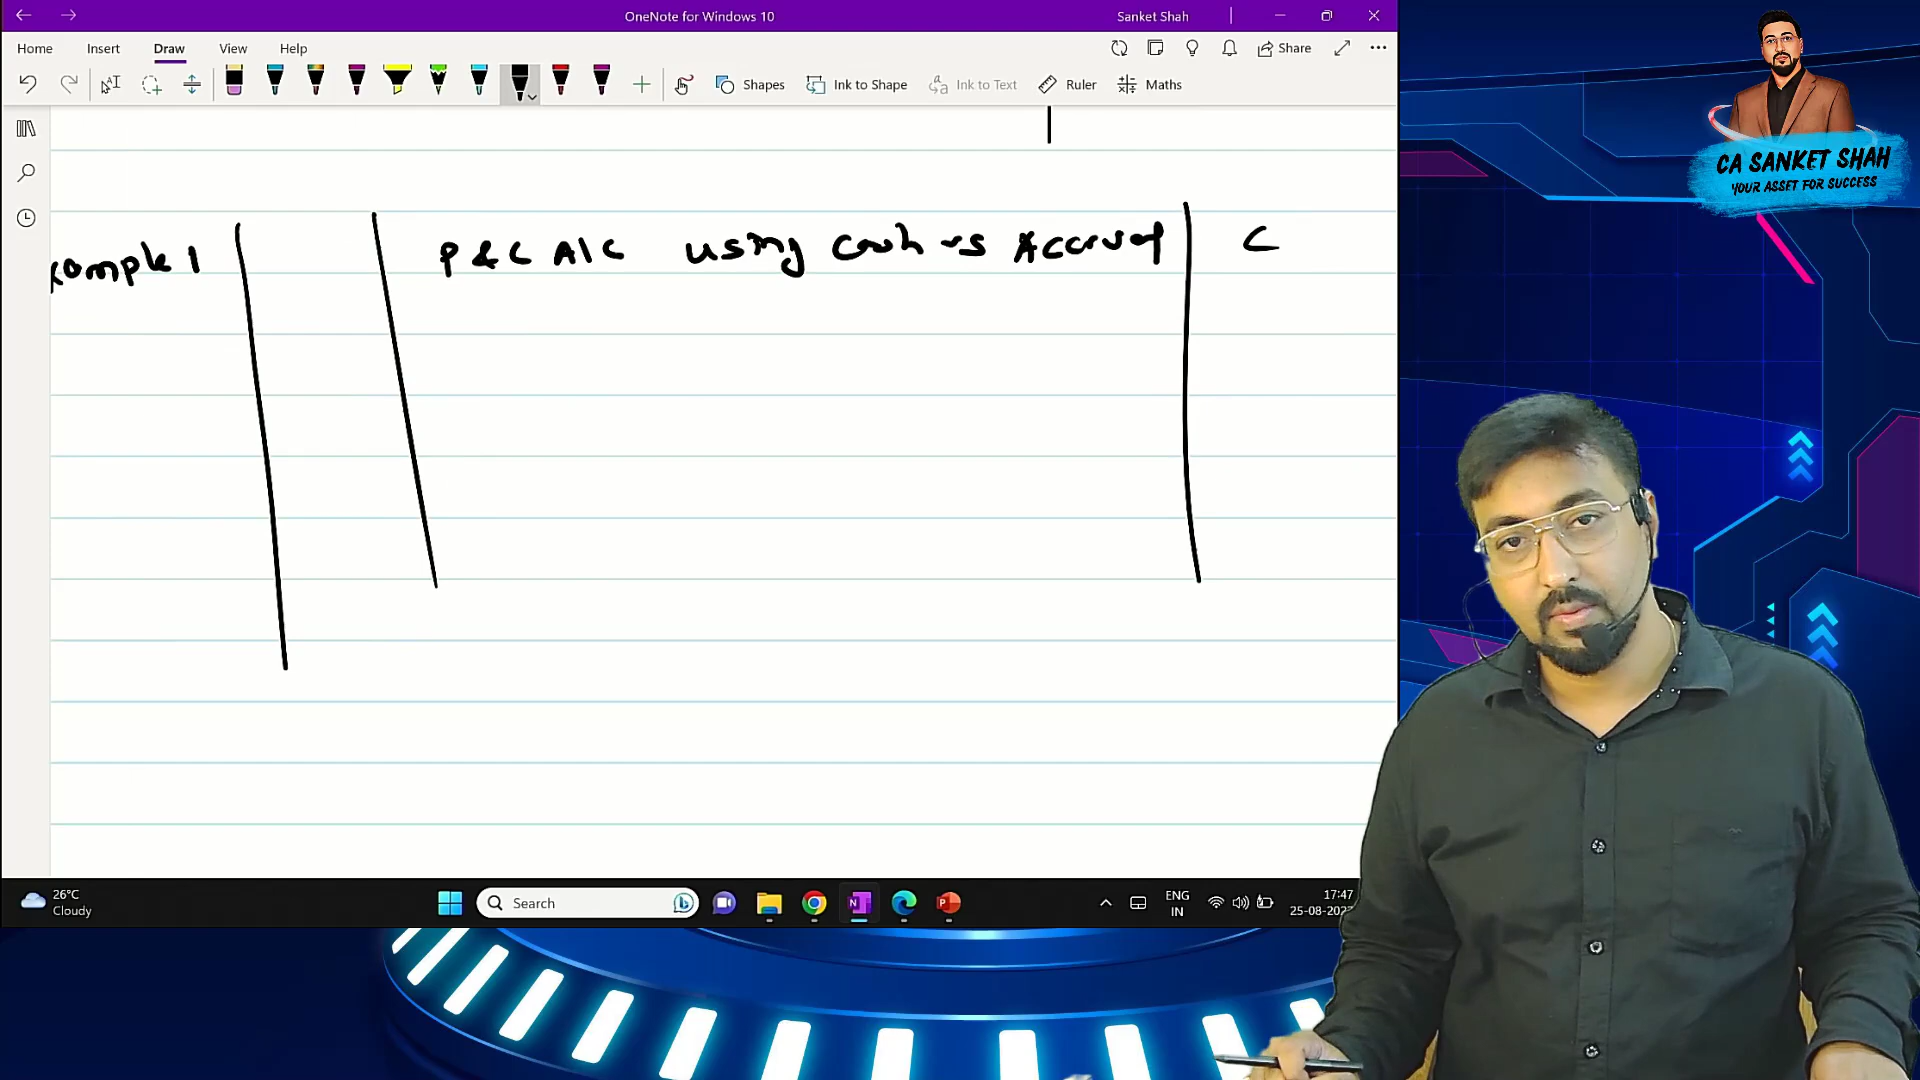 OneNote for Windows 10
Sanket Shah
Home Insert Draw View Help
Share
Shapes Ink to Shape Ink to Text Ruler Maths
xample 1 P & L A/C using Cash vs Accrual C
CA SANKET SHAH
YOUR ASSET FOR SUCCESS
26°C
Cloudy
Search
ENG
IN
17:47